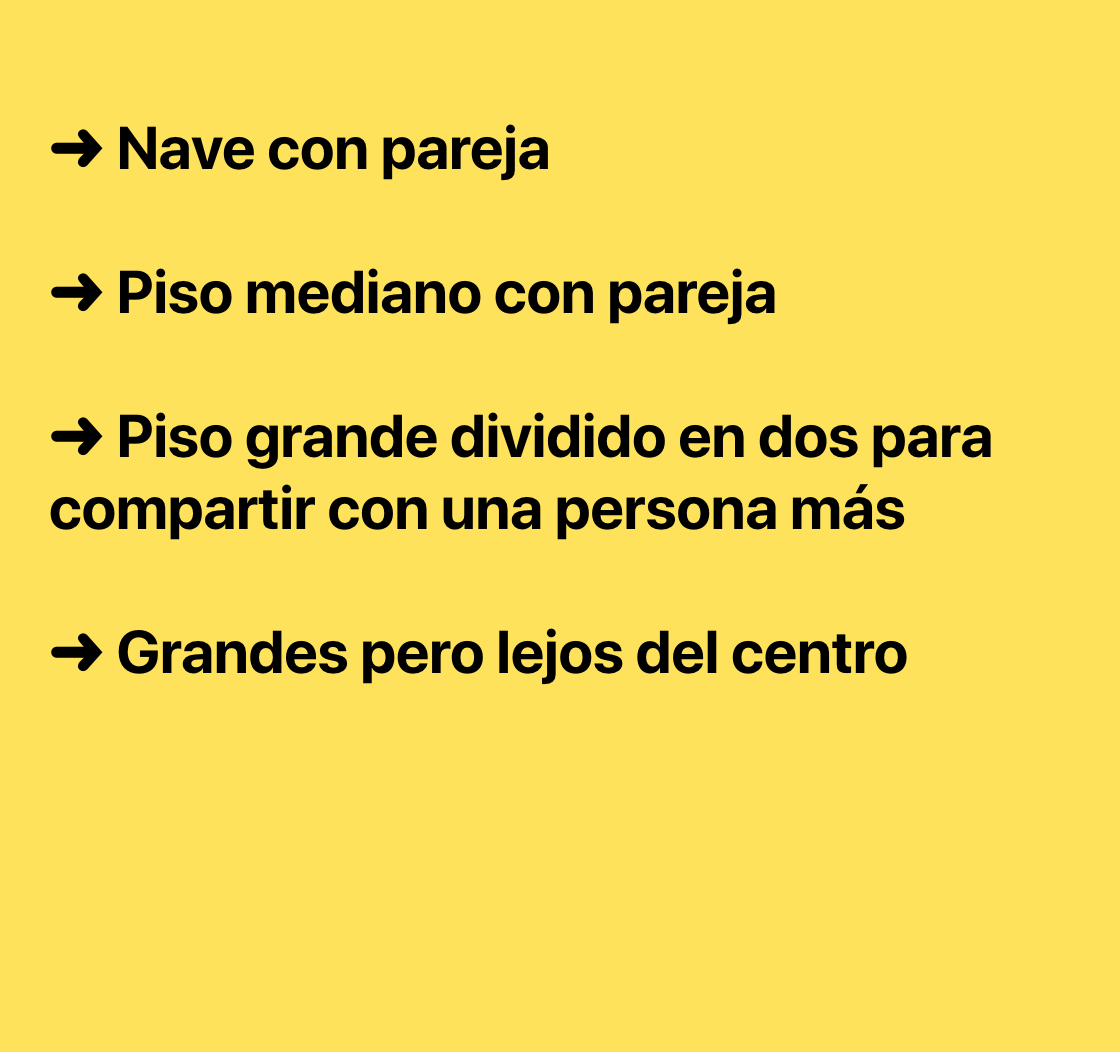 ➜ Nave con pareja
➜ Piso mediano con pareja
➜ Piso grande dividido en dos para
compartir con una persona más
➜ Grandes pero lejos del centro